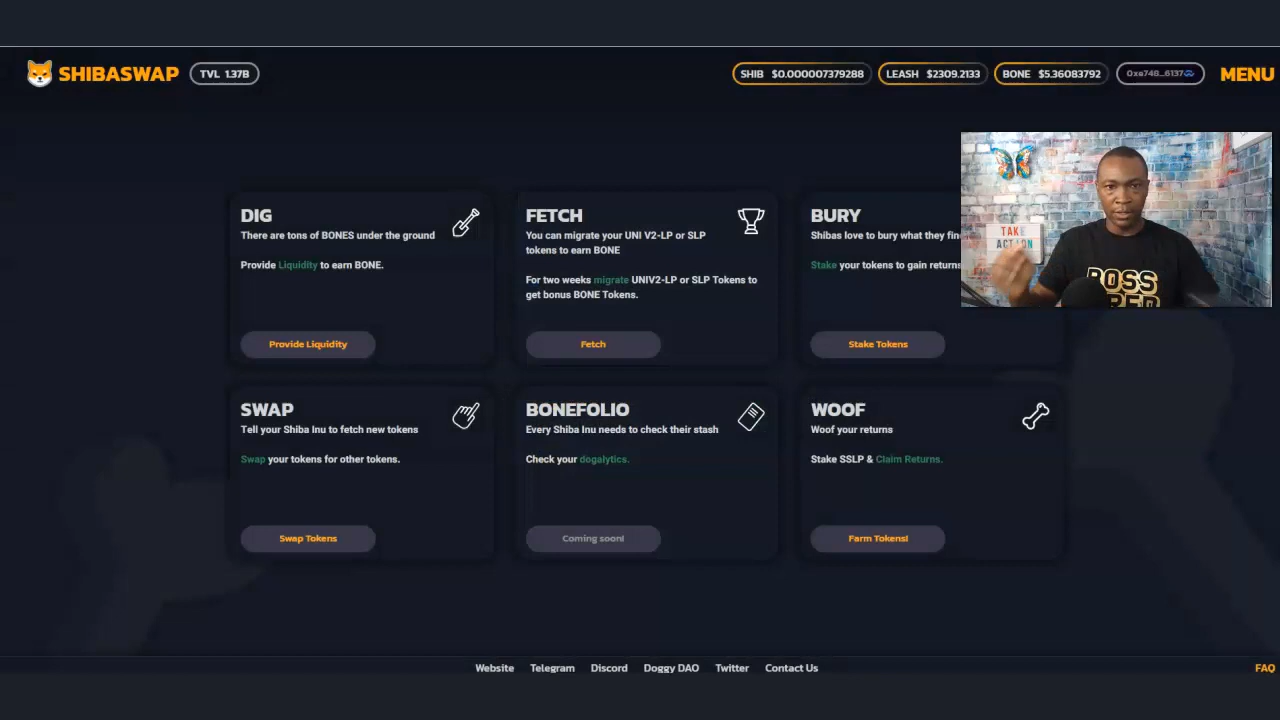 SHIBASWAP TVL 1.37B SHIB $0.000007379288 LEASH $2309.2133 BONE $5.36083792 0xa748...6137 MENU
DIG
There are tons of BONES under the ground
Provide Liquidity to earn BONE.
Provide Liquidity
FETCH
You can migrate your UNI V2-LP or SLP
tokens to earn BONE
For two weeks migrate UNIV2-LP or SLP Tokens to
get bonus BONE Tokens.
Fetch
BURY
Shibas love to bury what they
Stake your tokens to gain returns
Stake Tokens
TAKE
ACTION
SWAP
Tell your Shiba Inu to fetch new tokens
Swap your tokens for other tokens.
Swap Tokens
BONEFOLIO
Every Shiba Inu needs to check their stash
Check your dogalytics.
Coming soon!
WOOF
Woof your returns
Stake SSLP & Claim Returns.
Farm Tokens!
Website Telegram Discord Doggy DAO Twitter Contact Us FAQ